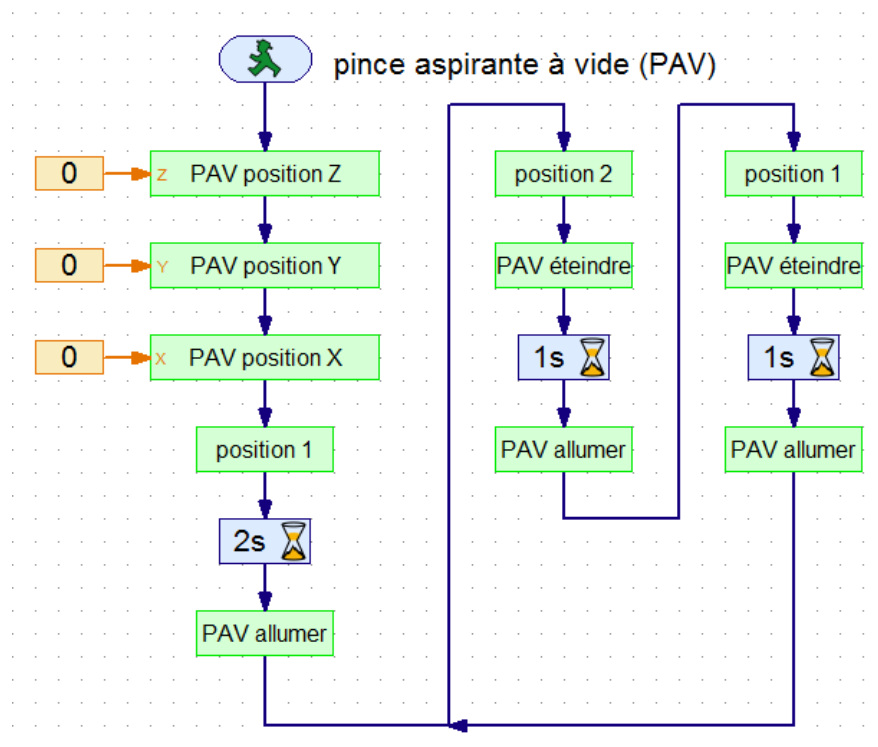 pince aspirante à vide (PAV)
0
Z PAV position Z
0
Y PAV position Y
0
X PAV position X
position 1
2s
PAV allumer
position 2
PAV éteindre
1s
PAV allumer
position 1
PAV éteindre
1s
PAV allumer